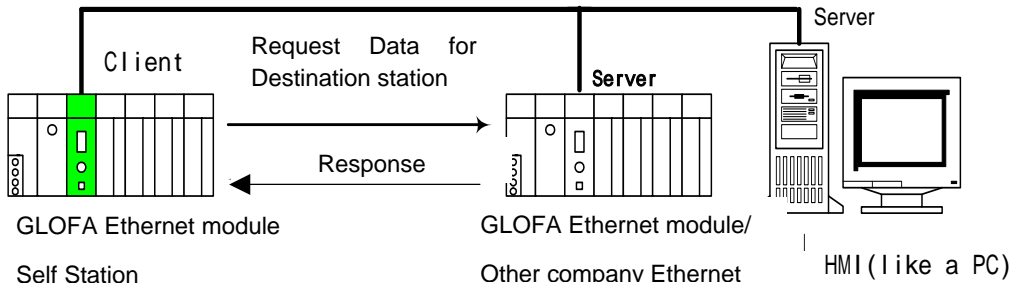 Server
Client
Request Data for
Destination station
Server
Response
GLOFA Ethernet module
Self Station
GLOFA Ethernet module/
Other company Ethernet
HMI(like a PC)